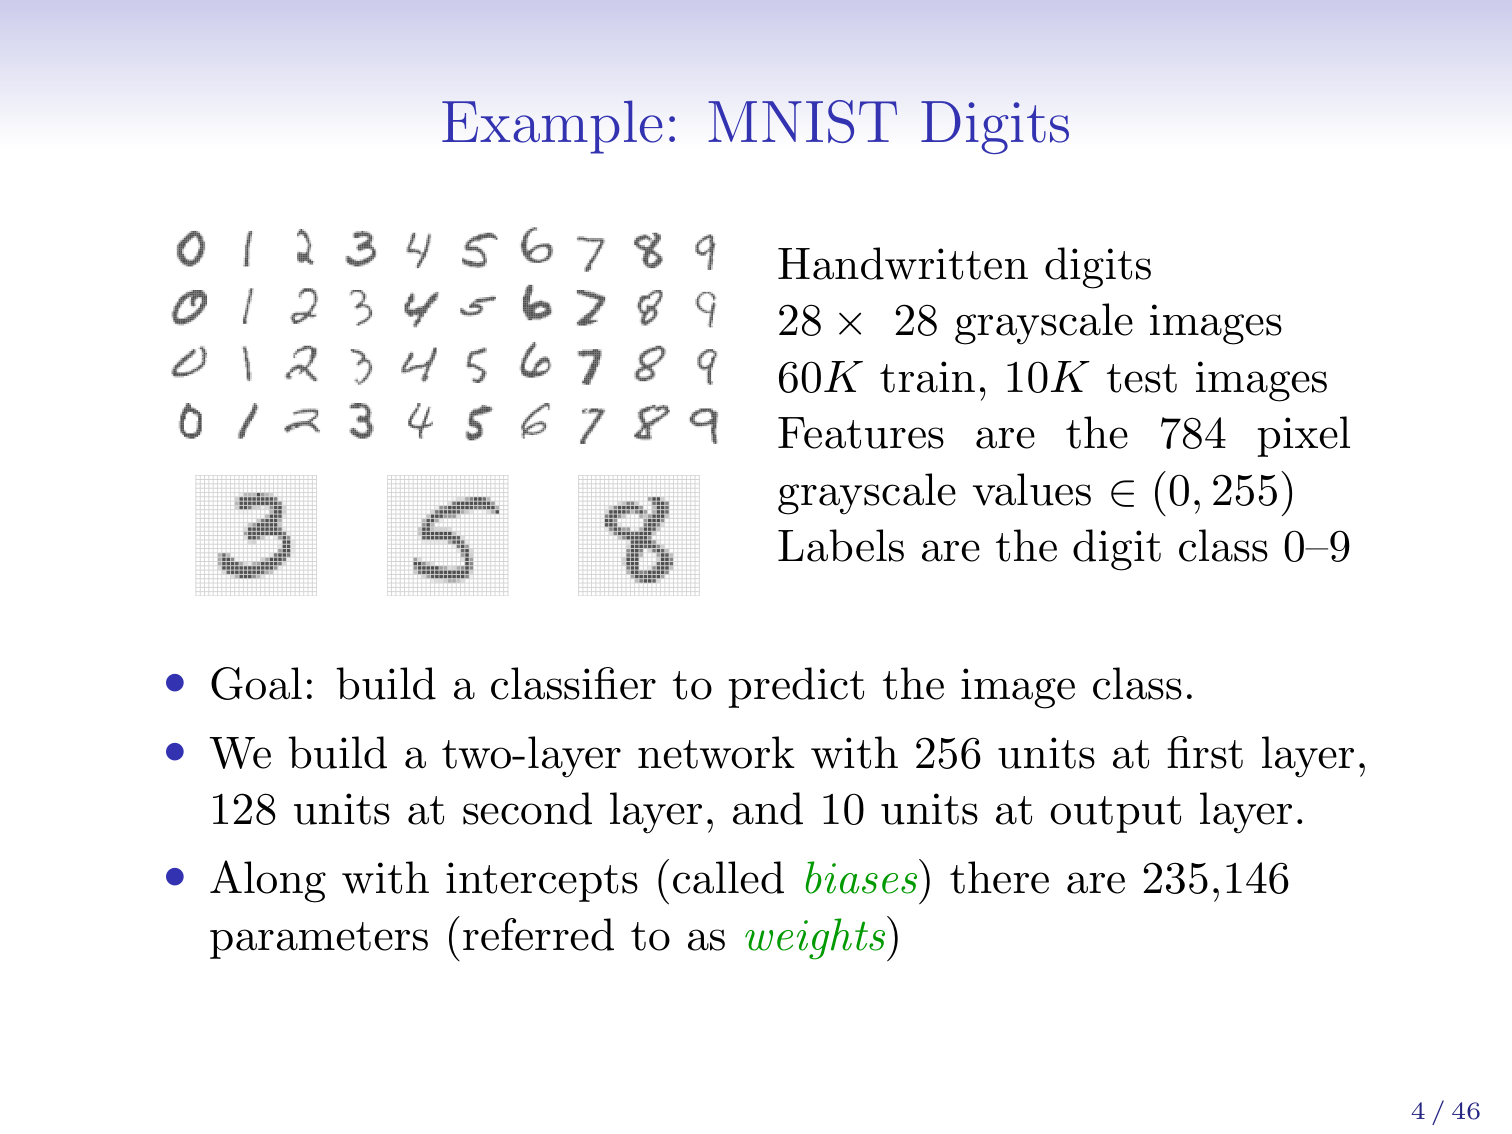 Example: MNIST Digits
0 1 2 3 4 5 6 7 8 9
0 1 2 3 4 5 6 7 8 9
0 1 2 3 4 5 6 7 8 9
0 1 2 3 4 5 6 7 8 9
3 5 8
Handwritten digits
28 × 28 grayscale images
60K train, 10K test images
Features are the 784 pixel
grayscale values ∈ (0, 255)
Labels are the digit class 0–9
• Goal: build a classifier to predict the image class.
• We build a two-layer network with 256 units at first layer,
128 units at second layer, and 10 units at output layer.
• Along with intercepts (called biases) there are 235,146
parameters (referred to as weights)
4 / 46